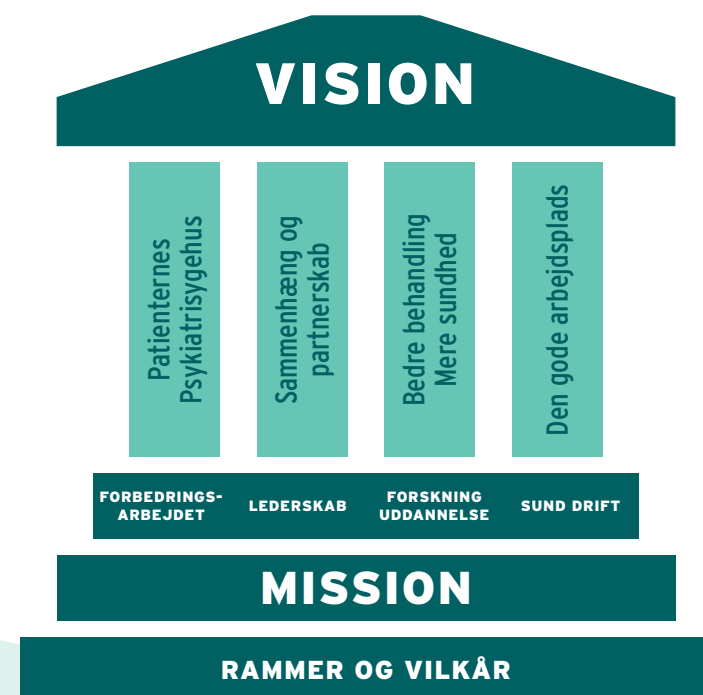 VISION
Patienternes
Psykiatrisygehus
Sammenhæng og
partnerskab
Bedre behandling
Mere sundhed
Den gode arbejdsplads
FORBEDRINGS-
ARBEJDET
LEDERSKAB
FORSKNING
UDDANNELSE
SUND DRIFT
MISSION
RAMMER OG VILKÅR